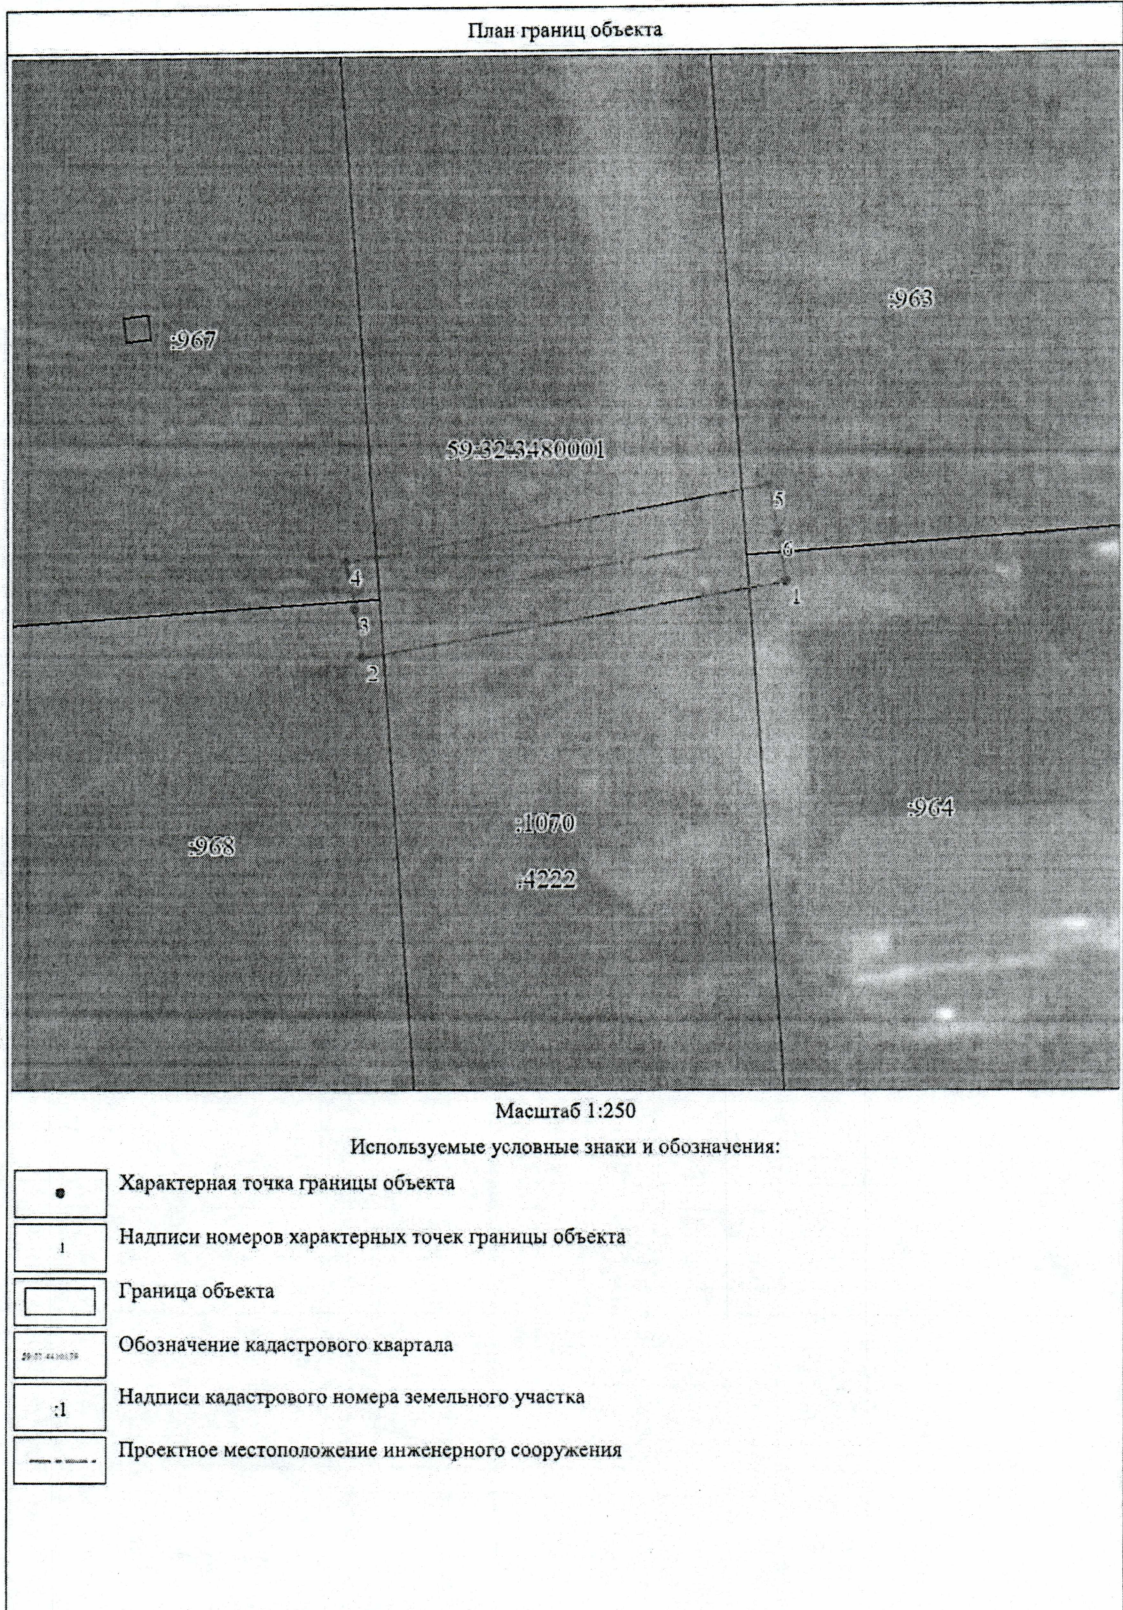 План границ объекта
:963
:967
59:32:3480001
5
6
4
1
3
2
:964
:1070
:968
:4222
Масштаб 1:250
Используемые условные знаки и обозначения:
Характерная точка границы объекта
1 Надписи номеров характерных точек границы объекта
Граница объекта
Обозначение кадастрового квартала
:1 Надписи кадастрового номера земельного участка
Проектное местоположение инженерного сооружения